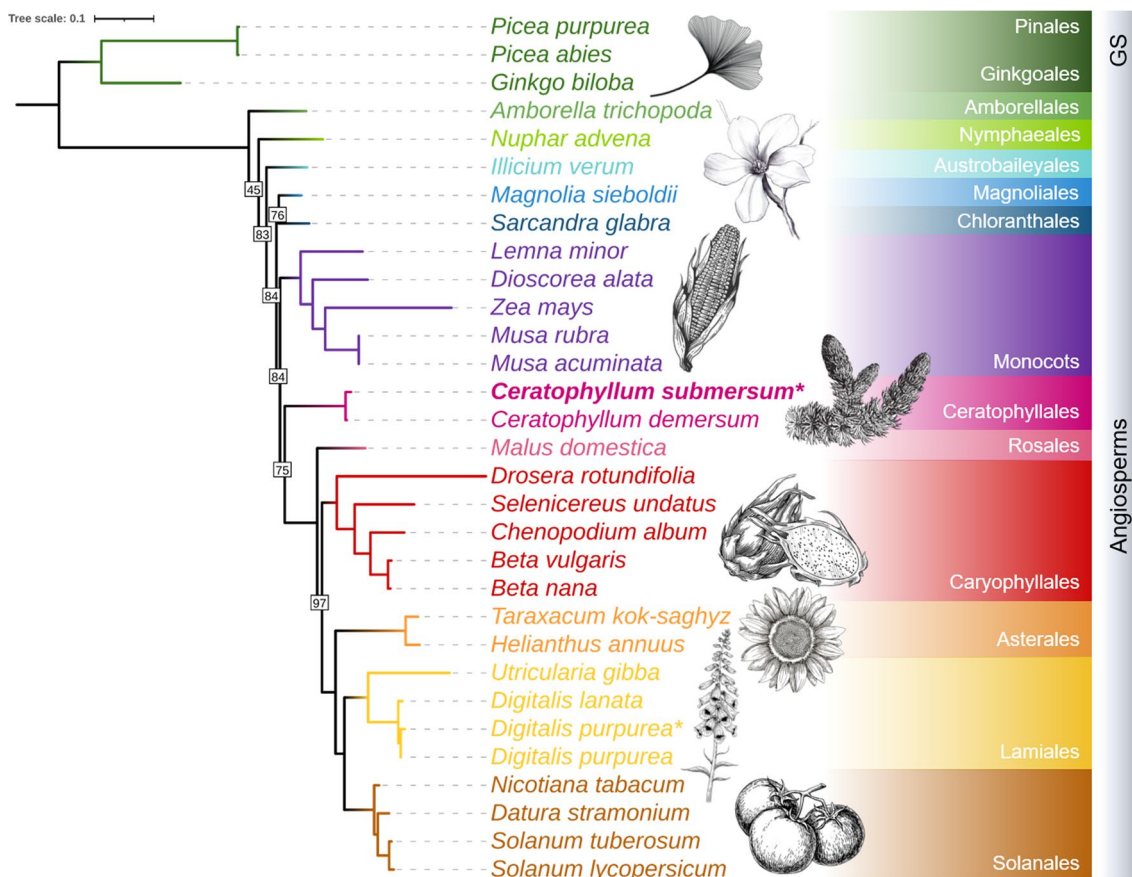 Tree scale: 0.1
Picea purpurea
Pinales
Picea abies
GS
Ginkgo biloba
Ginkgoales
Amborella trichopoda
Amborellales
Nuphar advena
Nymphaeales
Illicium verum
Austrobaileyales
45
Magnolia sieboldii
Magnoliales
76
Sarcandra glabra
Chloranthales
83
Lemna minor
Dioscorea alata
84
Zea mays
Musa rubra
Musa acuminata
Monocots
84
Ceratophyllum submersum*
Ceratophyllum demersum
Ceratophyllales
Malus domestica
Rosales
75
Drosera rotundifolia
Selenicereus undatus
Angiosperms
Chenopodium album
Beta vulgaris
Beta nana
Caryophyllales
97
Taraxacum kok-saghyz
Helianthus annuus
Asterales
Utricularia gibba
Digitalis lanata
Digitalis purpurea*
Digitalis purpurea
Lamiales
Nicotiana tabacum
Datura stramonium
Solanum tuberosum
Solanum lycopersicum
Solanales